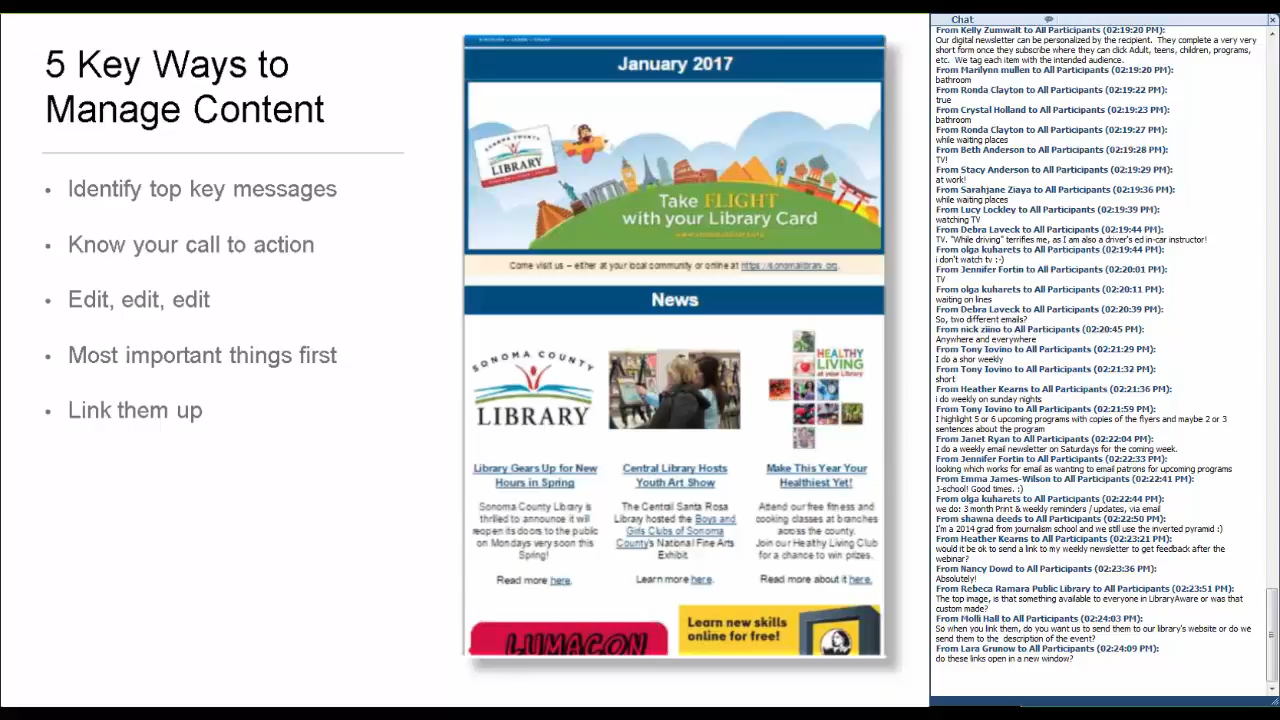 5 Key Ways to
Manage Content
• Identify top key messages
• Know your call to action
• Edit, edit, edit
• Most important things first
• Link them up
January 2017
SONOMA COUNTY
LIBRARY
Take FLIGHT
with your Library Card
Come visit us – either at your local community or online at https://sonomalibrary.org.
News
SONOMA COUNTY
LIBRARY
HEALTHY
LIVING
at your Library
Library Gears Up for New
Hours in Spring
Sonoma County Library is
thrilled to announce it will
reopen its doors to the public
on Mondays very soon this
Spring!
Read more here.
Central Library Hosts
Youth Art Show
The Central Santa Rosa
Library hosted the Boys and
Girls Clubs of Sonoma
County's National Fine Arts
Exhibit.
Learn more here.
Make This Year Your
Healthiest Yet!
Attend our free fitness and
cooking classes at branches
across the county.
Join our Healthy Living Club
for a chance to win prizes.
Read more about it here.
LUMACON
Learn new skills
online for free!
Chat
From Kelly Zumwalt to All Participants (02:19:20 PM):
Our digital newsletter can be personalized by the recipient. They complete a very very
short form once they subscribe where they can click Adult, teens, children, programs,
etc. We tag each item with the intended audience.
From Marilynn mullen to All Participants (02:19:20 PM):
bathroom
From Ronda Clayton to All Participants (02:19:22 PM):
true
From Crystal Holland to All Participants (02:19:23 PM):
bathroom
From Ronda Clayton to All Participants (02:19:27 PM):
while waiting places
From Beth Anderson to All Participants (02:19:28 PM):
TV!
From Stacy Anderson to All Participants (02:19:29 PM):
at work!
From Sarahjane Ziaya to All Participants (02:19:36 PM):
while waiting places
From Lucy Lockley to All Participants (02:19:39 PM):
watching TV
From Debra Laveck to All Participants (02:19:44 PM):
TV. "While driving" terrifies me, as I am also a driver's ed in-car instructor!
From olga kuharets to All Participants (02:19:44 PM):
i don't watch tv :-)
From Jennifer Fortin to All Participants (02:20:01 PM):
TV
From olga kuharets to All Participants (02:20:11 PM):
waiting on lines
From Debra Laveck to All Participants (02:20:39 PM):
So, two different emails?
From nick ziino to All Participants (02:20:45 PM):
Anywhere and everywhere
From Tony Iovino to All Participants (02:21:29 PM):
I do a shor weekly
From Tony Iovino to All Participants (02:21:32 PM):
short
From Heather Kearns to All Participants (02:21:36 PM):
i do weekly on sunday nights
From Tony Iovino to All Participants (02:21:59 PM):
I highlight 5 or 6 upcoming programs with copies of the flyers and maybe 2 or 3
sentences about the program
From Janet Ryan to All Participants (02:22:04 PM):
I do a weekly email newsletter on Saturdays for the coming week.
From Jennifer Fortin to All Participants (02:22:33 PM):
looking which works for email as wanting to email patrons for upcoming programs
From Emma James-Wilson to All Participants (02:22:41 PM):
J-school! Good times. :)
From olga kuharets to All Participants (02:22:44 PM):
we do: 3 month Print & weekly reminders / updates, via email
From shawna deeds to All Participants (02:22:50 PM):
I'm a 2014 grad from journalism school and we still use the inverted pyramid :)
From Heather Kearns to All Participants (02:23:21 PM):
would it be ok to send a link to my weekly newsletter to get feedback after the
webinar?
From Nancy Dowd to All Participants (02:23:36 PM):
Absolutely!
From Rebeca Ramara Public Library to All Participants (02:23:51 PM):
The top image, is that something available to everyone in LibraryAware or was that
custom made?
From Molli Hall to All Participants (02:24:03 PM):
So when you link them, do you want us to send them to our library's website or do we
send them to the description of the event?
From Lara Grunow to All Participants (02:24:09 PM):
do these links open in a new window?